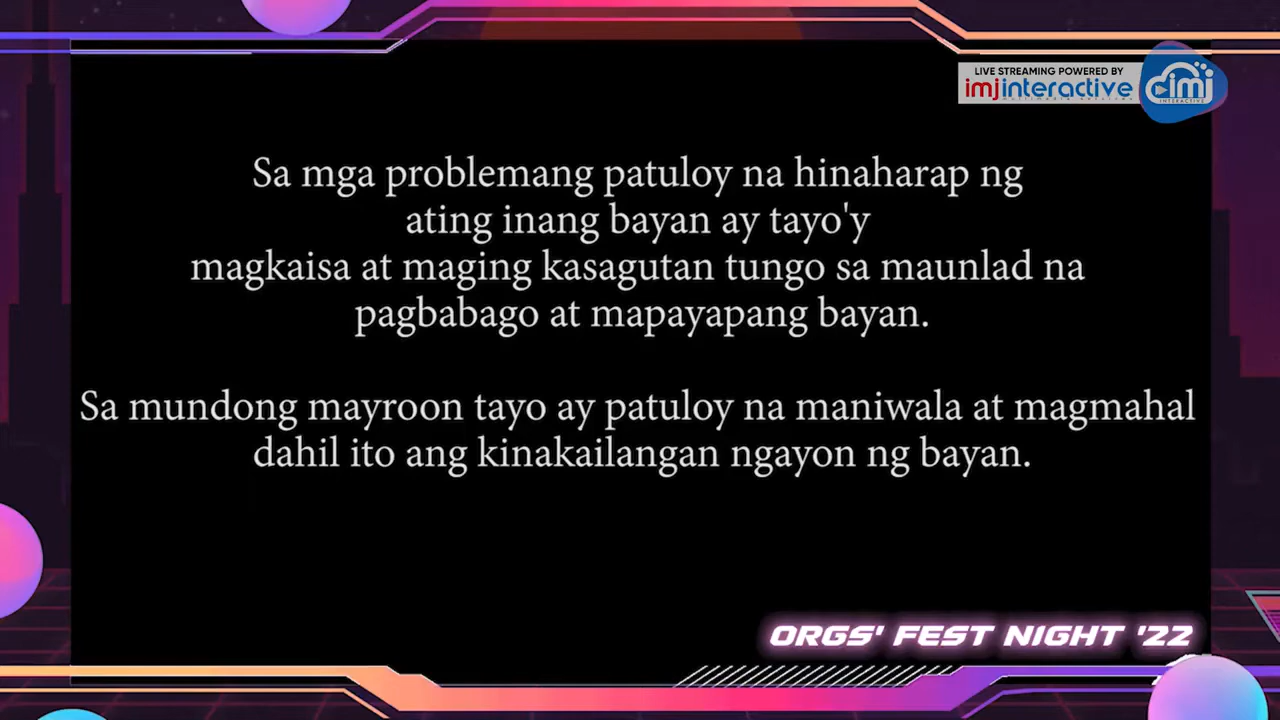 LIVE STREAMING POWERED BY
imjinteractive
imj
INTERACTIVE
Sa mga problemang patuloy na hinaharap ng
ating inang bayan ay tayo'y
magkaisa at maging kasagutan tungo sa maunlad na
pagbabago at mapayapang bayan.
Sa mundong mayroon tayo ay patuloy na maniwala at magmahal
dahil ito ang kinakailangan ngayon ng bayan.
ORGS' FEST NIGHT '22